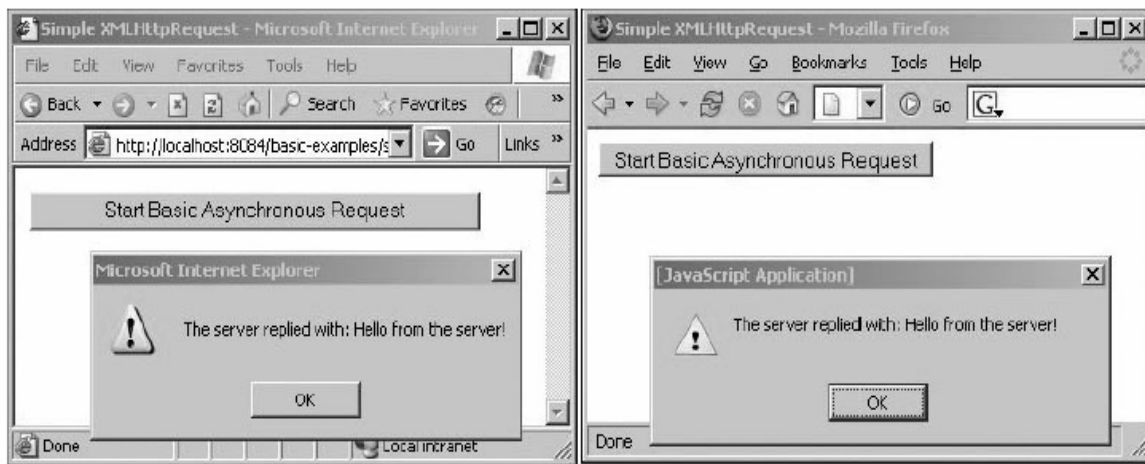 Simple XMLHttpRequest - Microsoft Internet Explorer
File Edit View Favorites Tools Help
Back Search Favorites »
Address http://localhost:8084/basic-examples/s Go Links »
Start Basic Asynchronous Request
Microsoft Internet Explorer
The server replied with: Hello from the server!
OK
Done Local intranet
Simple XMLHttpRequest - Mozilla Firefox
File Edit View Go Bookmarks Tools Help
Go G
Start Basic Asynchronous Request
[JavaScript Application]
The server replied with: Hello from the server!
OK
Done